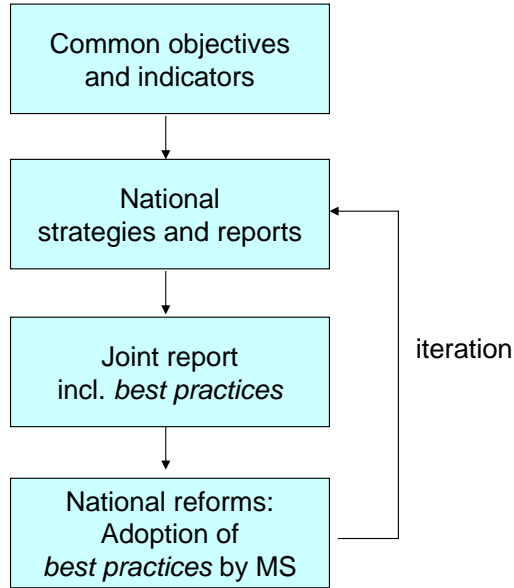 Common objectives
and indicators
National
strategies and reports
Joint report
incl. best practices
iteration
National reforms:
Adoption of
best practices by MS